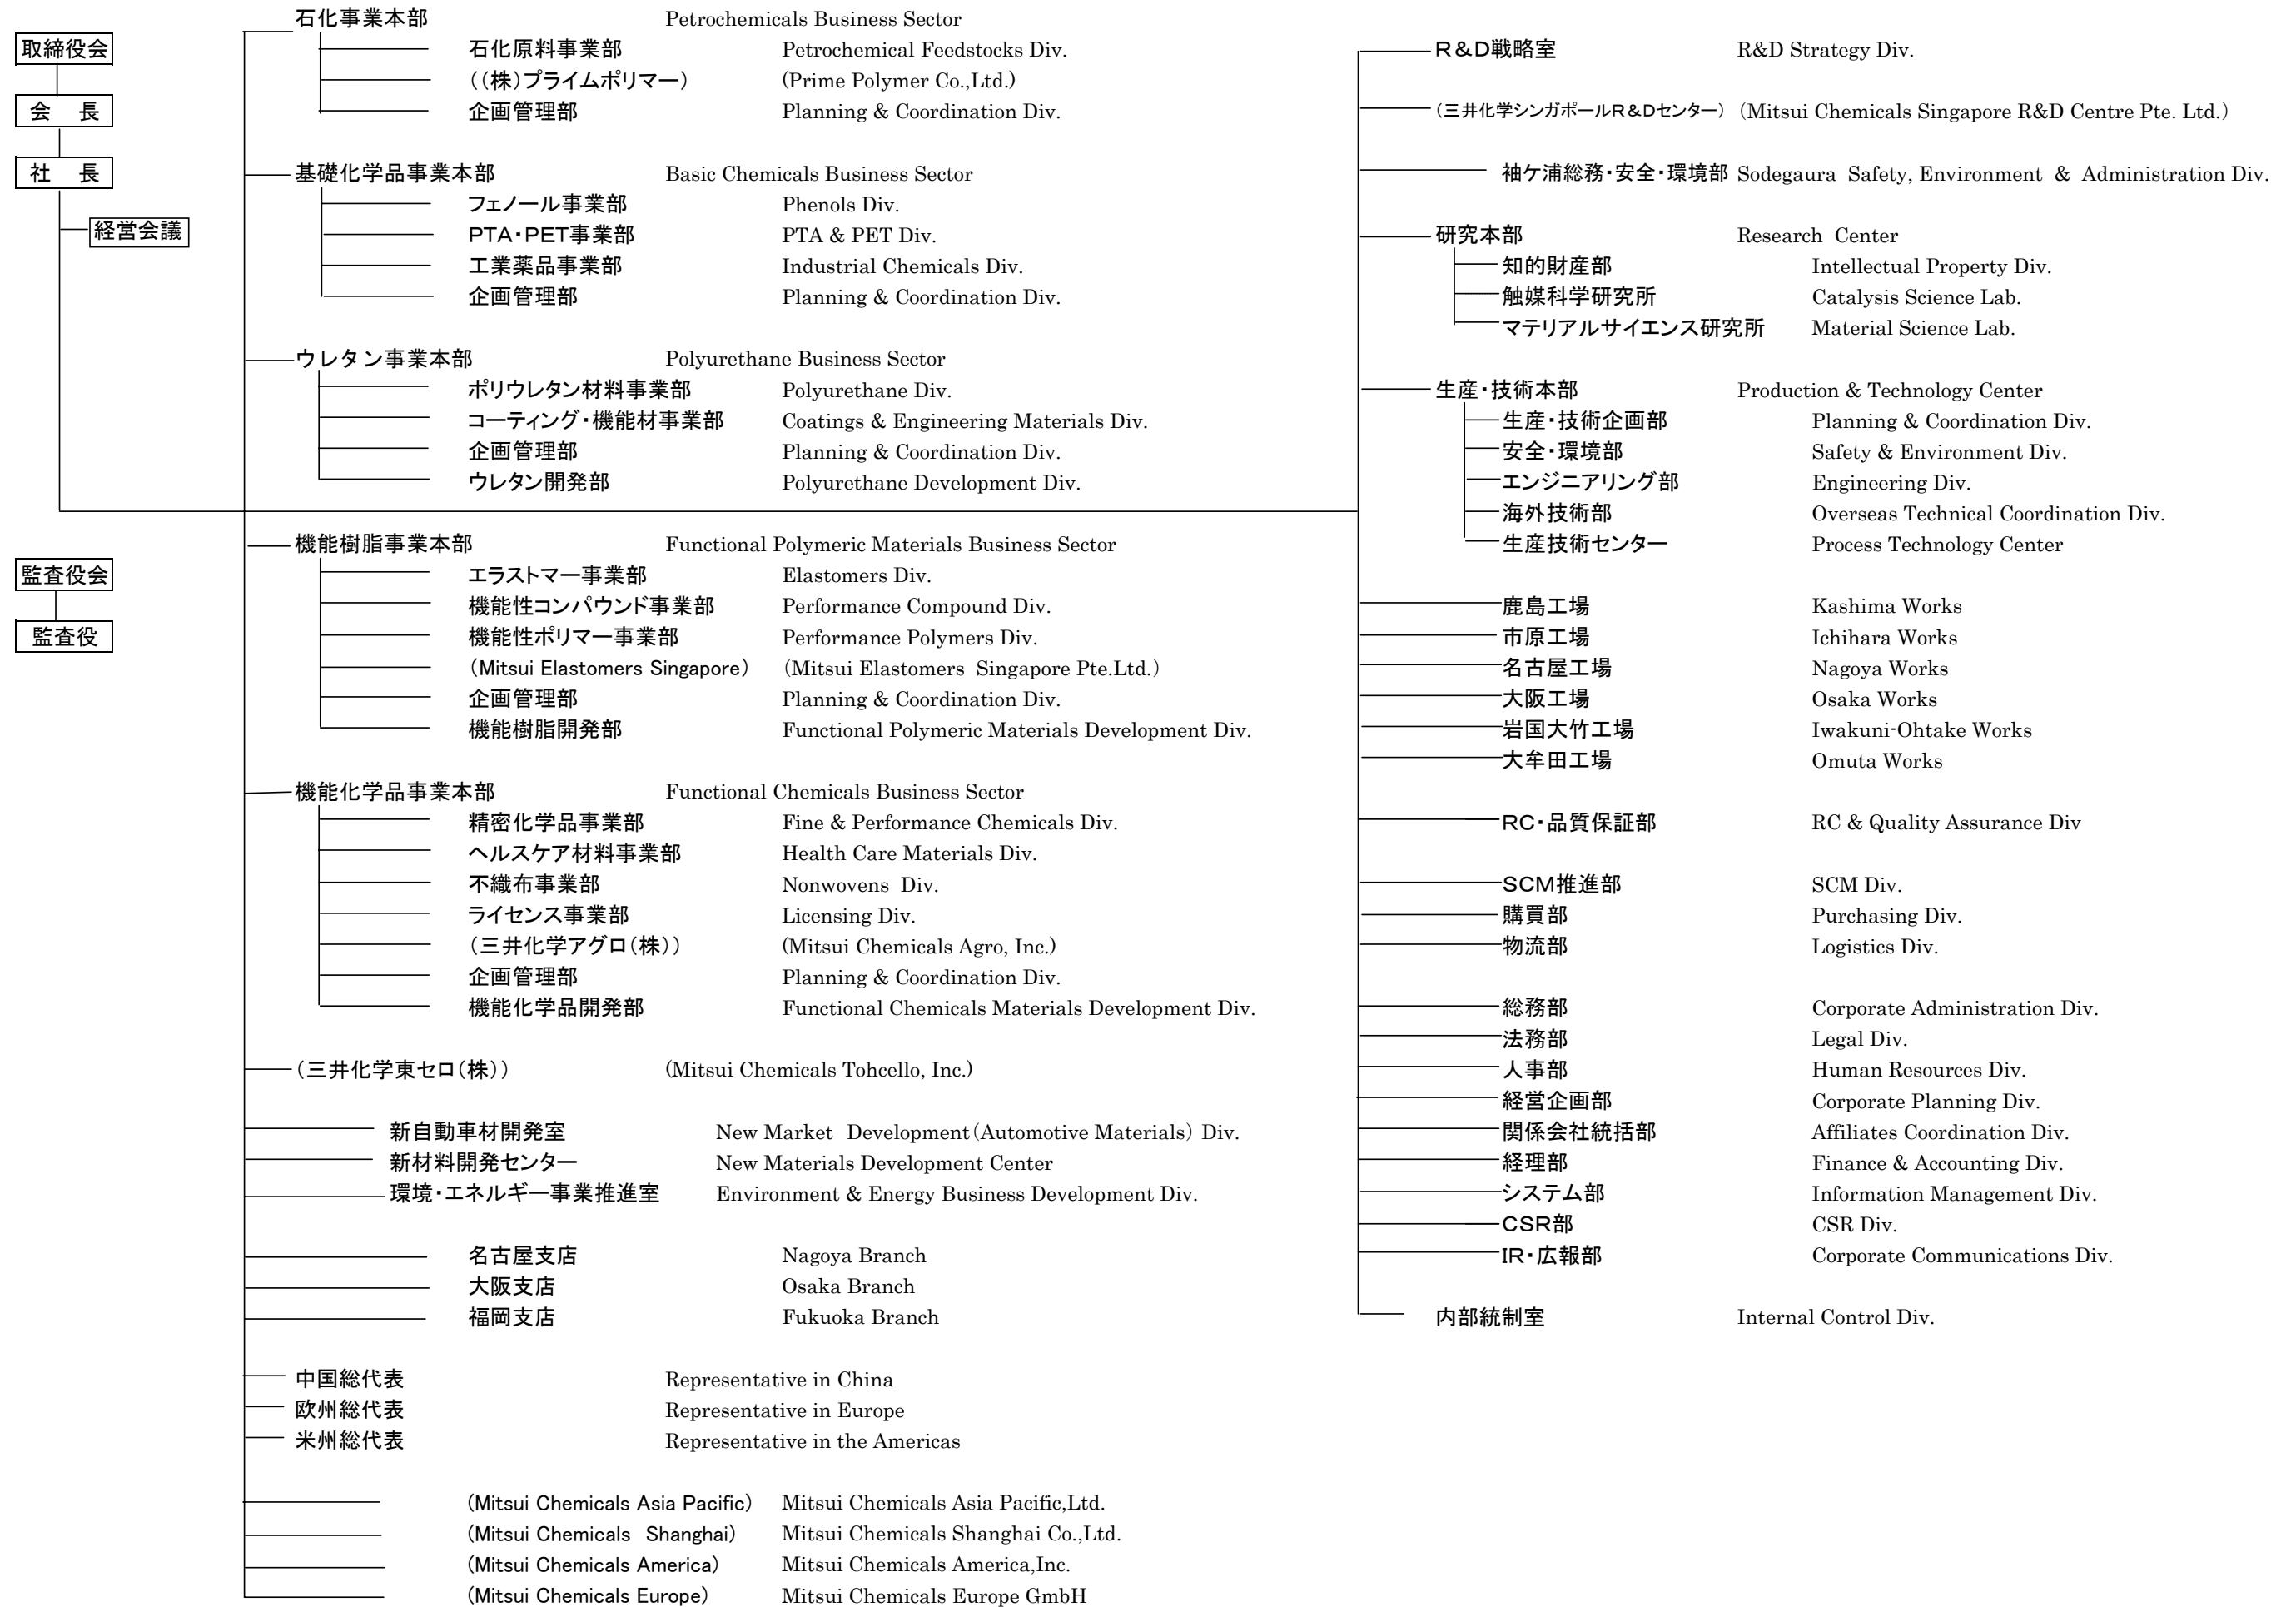 取締役会
会　長
社　長
経営会議
監査役会
監査役
石化事業本部 Petrochemicals Business Sector
石化原料事業部 Petrochemical Feedstocks Div.
((株)プライムポリマー) (Prime Polymer Co.,Ltd.)
企画管理部 Planning & Coordination Div.
基礎化学品事業本部 Basic Chemicals Business Sector
フェノール事業部 Phenols Div.
PTA・PET事業部 PTA & PET Div.
工業薬品事業部 Industrial Chemicals Div.
企画管理部 Planning & Coordination Div.
ウレタン事業本部 Polyurethane Business Sector
ポリウレタン材料事業部 Polyurethane Div.
コーティング・機能材事業部 Coatings & Engineering Materials Div.
企画管理部 Planning & Coordination Div.
ウレタン開発部 Polyurethane Development Div.
機能樹脂事業本部 Functional Polymeric Materials Business Sector
エラストマー事業部 Elastomers Div.
機能性コンパウンド事業部 Performance Compound Div.
機能性ポリマー事業部 Performance Polymers Div.
(Mitsui Elastomers Singapore) (Mitsui Elastomers Singapore Pte.Ltd.)
企画管理部 Planning & Coordination Div.
機能樹脂開発部 Functional Polymeric Materials Development Div.
機能化学品事業本部 Functional Chemicals Business Sector
精密化学品事業部 Fine & Performance Chemicals Div.
ヘルスケア材料事業部 Health Care Materials Div.
不織布事業部 Nonwovens Div.
ライセンス事業部 Licensing Div.
(三井化学アグロ(株)) (Mitsui Chemicals Agro, Inc.)
企画管理部 Planning & Coordination Div.
機能化学品開発部 Functional Chemicals Materials Development Div.
(三井化学東セロ(株)) (Mitsui Chemicals Tohcello, Inc.)
新自動車材開発室 New Market Development(Automotive Materials) Div.
新材料開発センター New Materials Development Center
環境・エネルギー事業推進室 Environment & Energy Business Development Div.
名古屋支店 Nagoya Branch
大阪支店 Osaka Branch
福岡支店 Fukuoka Branch
中国総代表 Representative in China
欧州総代表 Representative in Europe
米州総代表 Representative in the Americas
(Mitsui Chemicals Asia Pacific) Mitsui Chemicals Asia Pacific,Ltd.
(Mitsui Chemicals Shanghai) Mitsui Chemicals Shanghai Co.,Ltd.
(Mitsui Chemicals America) Mitsui Chemicals America,Inc.
(Mitsui Chemicals Europe) Mitsui Chemicals Europe GmbH
R&D戦略室 R&D Strategy Div.
(三井化学シンガポールR&Dセンター) (Mitsui Chemicals Singapore R&D Centre Pte. Ltd.)
袖ケ浦総務・安全・環境部 Sodegaura Safety, Environment & Administration Div.
研究本部 Research Center
知的財産部 Intellectual Property Div.
触媒科学研究所 Catalysis Science Lab.
マテリアルサイエンス研究所 Material Science Lab.
生産・技術本部 Production & Technology Center
生産・技術企画部 Planning & Coordination Div.
安全・環境部 Safety & Environment Div.
エンジニアリング部 Engineering Div.
海外技術部 Overseas Technical Coordination Div.
生産技術センター Process Technology Center
鹿島工場 Kashima Works
市原工場 Ichihara Works
名古屋工場 Nagoya Works
大阪工場 Osaka Works
岩国大竹工場 Iwakuni-Ohtake Works
大牟田工場 Omuta Works
RC・品質保証部 RC & Quality Assurance Div
SCM推進部 SCM Div.
購買部 Purchasing Div.
物流部 Logistics Div.
総務部 Corporate Administration Div.
法務部 Legal Div.
人事部 Human Resources Div.
経営企画部 Corporate Planning Div.
関係会社統括部 Affiliates Coordination Div.
経理部 Finance & Accounting Div.
システム部 Information Management Div.
CSR部 CSR Div.
IR・広報部 Corporate Communications Div.
内部統制室 Internal Control Div.